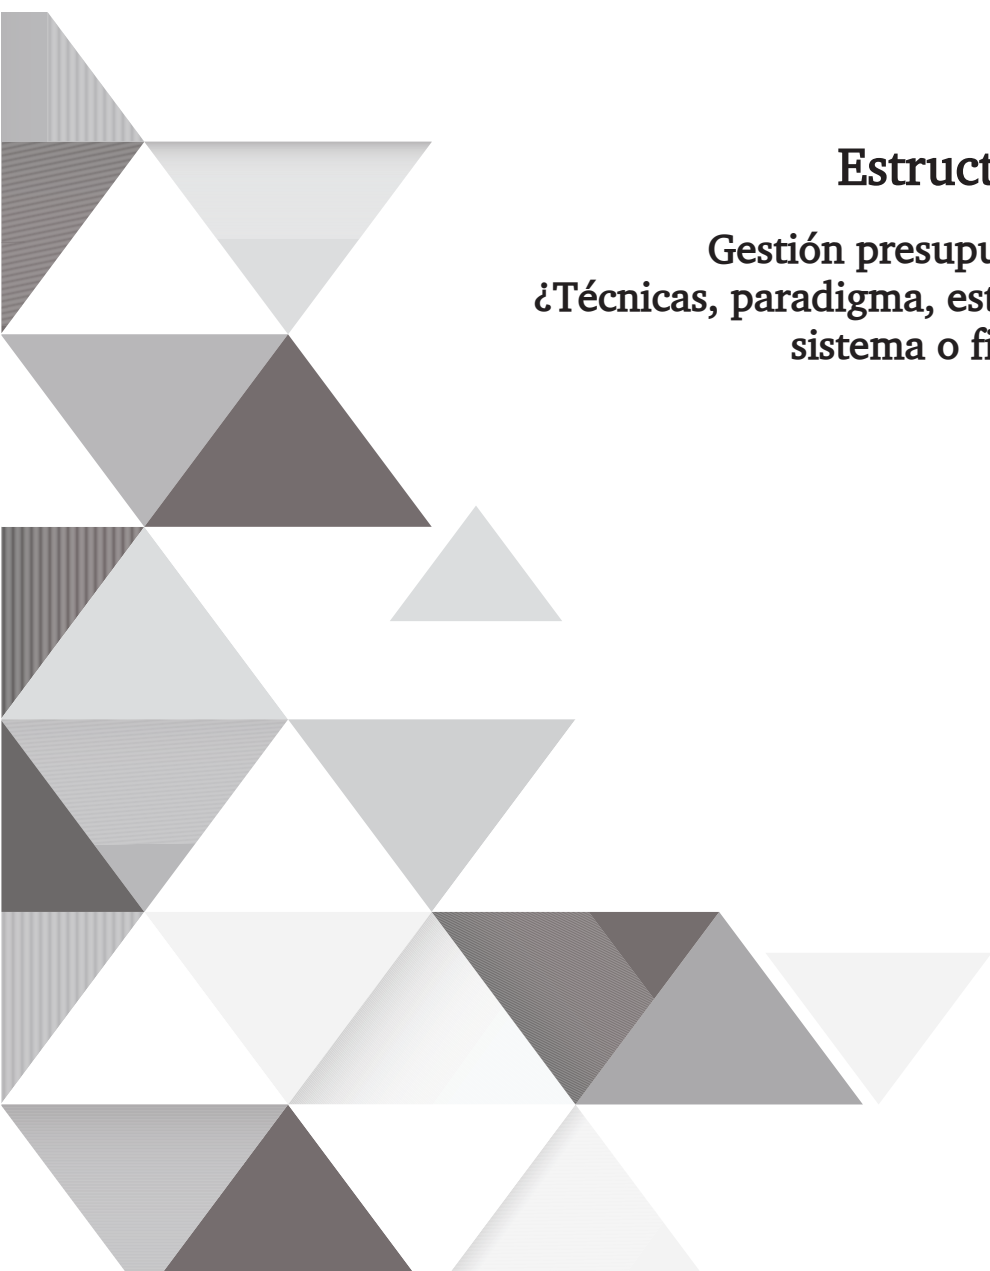 Estruct
Gestión presupu
¿Técnicas, paradigma, est
sistema o fi